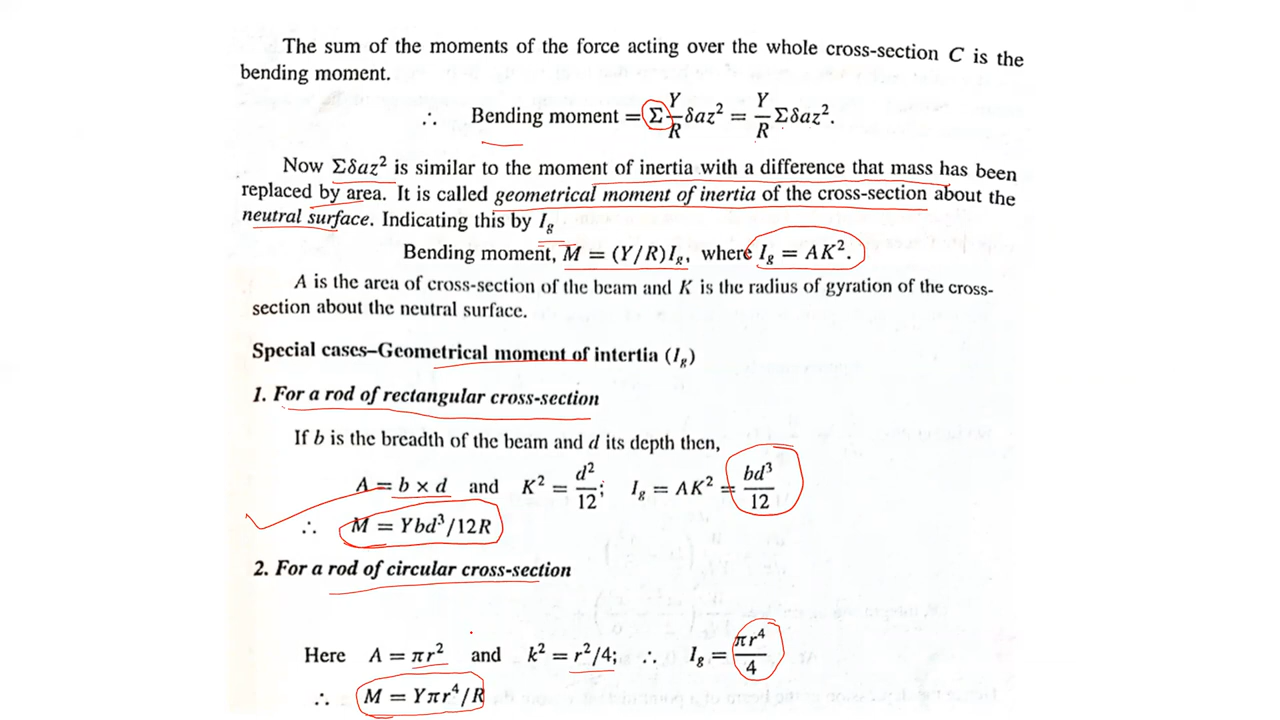 The sum of the moments of the force acting over the whole cross-section C is the
bending moment.
∴ Bending moment = Σ Y/R δaz² = Y/R Σδaz².
Now Σδaz² is similar to the moment of inertia with a difference that mass has been
replaced by area. It is called geometrical moment of inertia of the cross-section about the
neutral surface. Indicating this by I_g
Bending moment, M = (Y/R)I_g, where I_g = AK².
A is the area of cross-section of the beam and K is the radius of gyration of the cross-
section about the neutral surface.
Special cases–Geometrical moment of intertia (I_g)
1. For a rod of rectangular cross-section
If b is the breadth of the beam and d its depth then,
A = b × d and K² = d²/12; I_g = AK² = bd³/12
∴ M = Ybd³/12R
2. For a rod of circular cross-section
Here A = πr² and k² = r²/4; ∴ I_g = πr⁴/4
∴ M = Yπr⁴/R